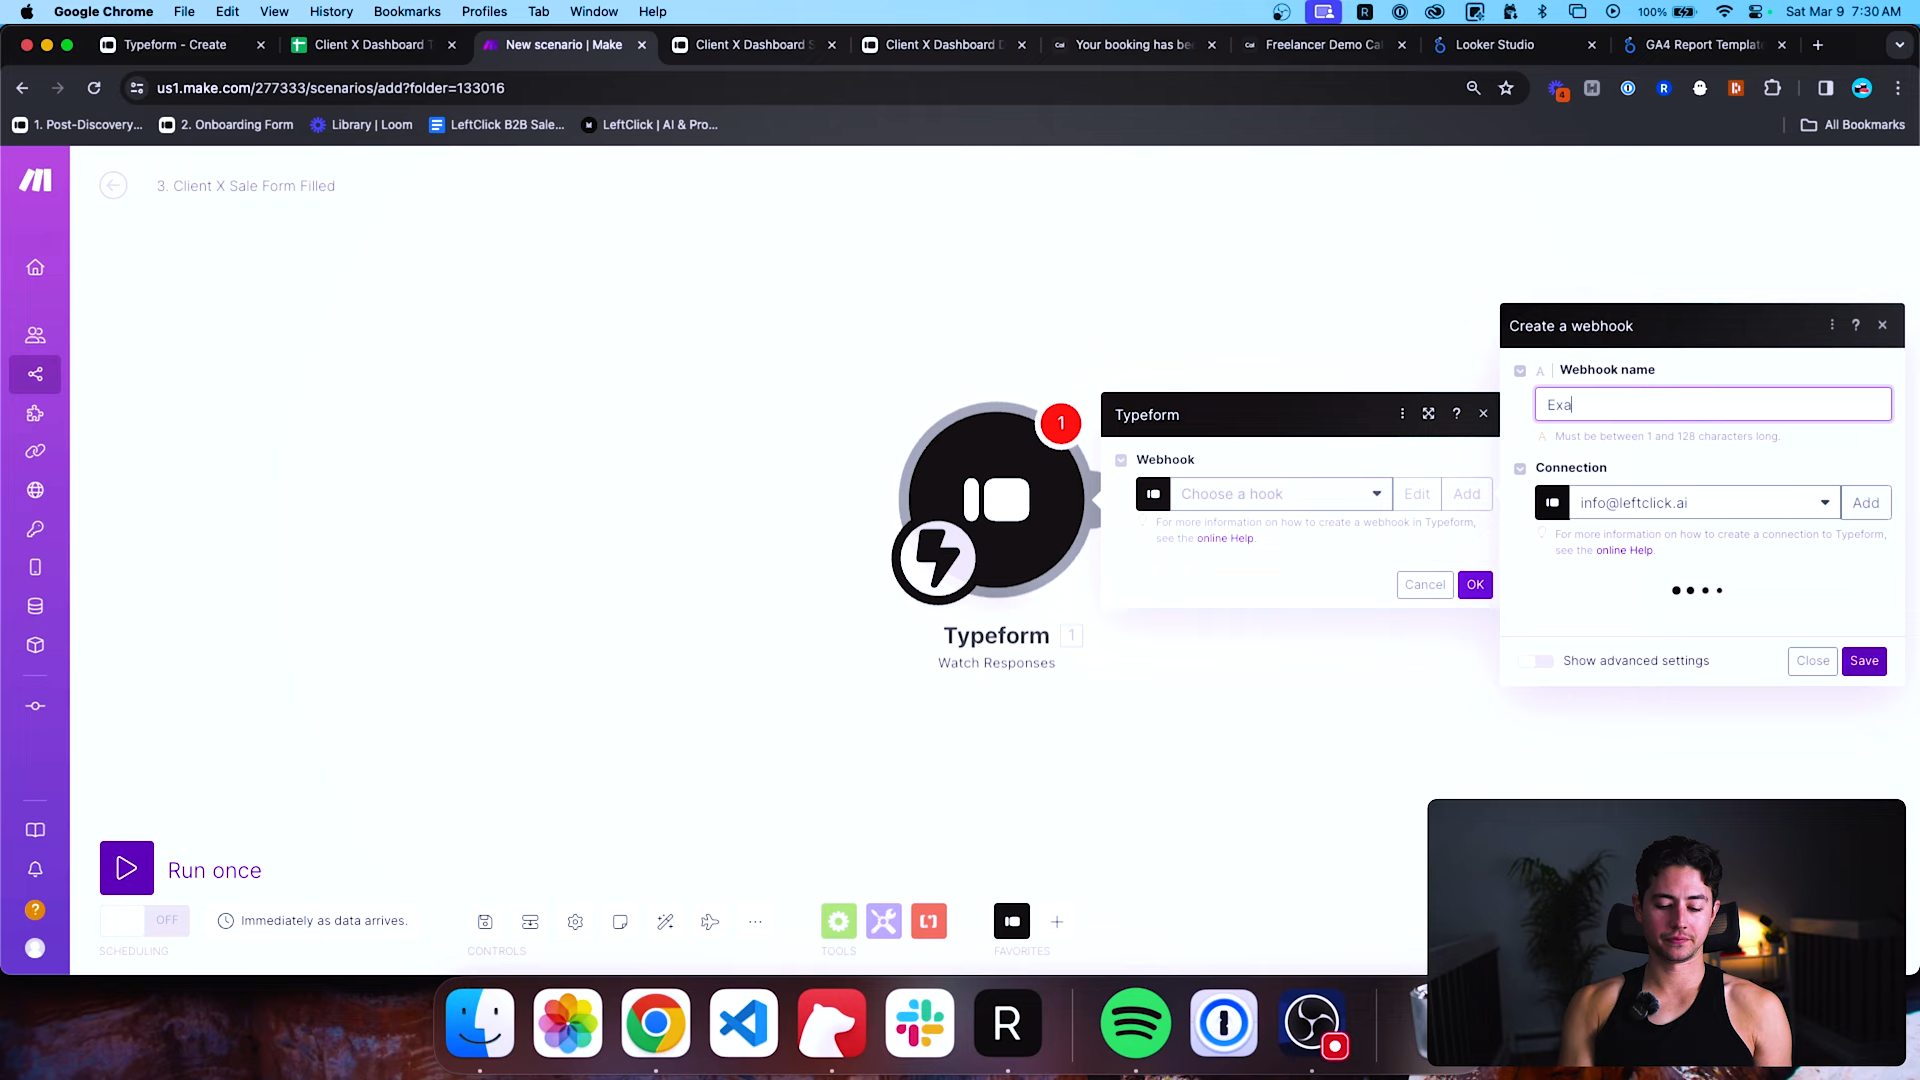 Google Chrome File Edit View History Bookmarks Profiles Tab Window Help
100% Sat Mar 9 7:30 AM
Typeform - Create
Client X Dashboard T
New scenario | Make
Client X Dashboard S
Client X Dashboard D
Your booking has be
Freelancer Demo Cal
Looker Studio
GA4 Report Templat
us1.make.com/277333/scenarios/add?folder=133016
4
1. Post-Discovery...
2. Onboarding Form
Library | Loom
LeftClick B2B Sale...
LeftClick | AI & Pro...
All Bookmarks
3. Client X Sale Form Filled
Create a webhook
Webhook name
Exa
Must be between 1 and 128 characters long.
Connection
info@leftclick.ai
Add
For more information on how to create a connection to Typeform,
see the online Help.
Show advanced settings
Close
Save
1
Typeform
Webhook
Choose a hook
Edit
Add
For more information on how to create a webhook in Typeform,
see the online Help.
Cancel
OK
Typeform 1
Watch Responses
Run once
OFF
Immediately as data arrives.
SCHEDULING
CONTROLS
TOOLS
FAVORITES